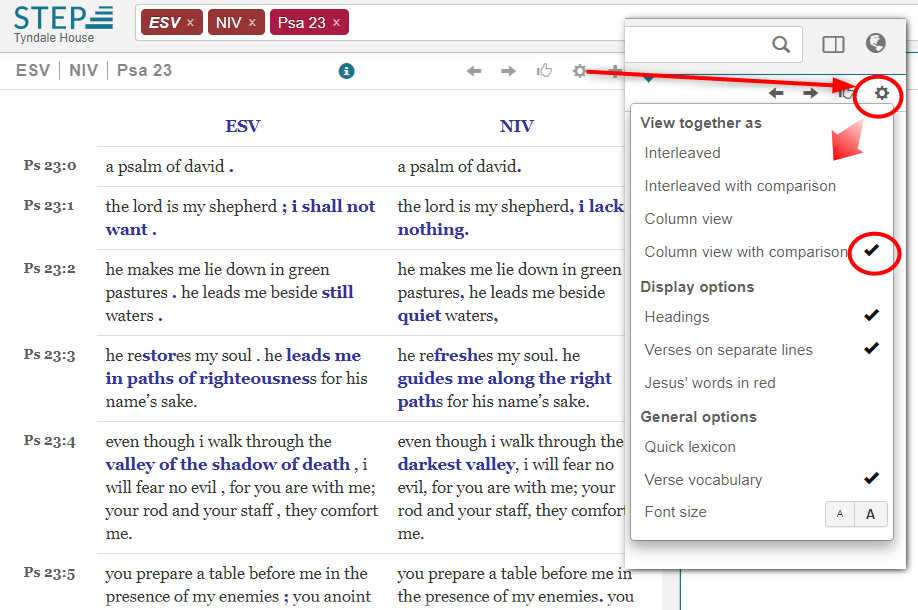 STEP
Tyndale House
ESV × NIV × Psa 23 ×
ESV | NIV | Psa 23
ESV NIV
Ps 23:0 a psalm of david . a psalm of david.
Ps 23:1 the lord is my shepherd ; i shall not the lord is my shepherd, i lack
want . nothing.
Ps 23:2 he makes me lie down in green he makes me lie down in green
pastures . he leads me beside still pastures, he leads me beside
waters . quiet waters,
Ps 23:3 he restores my soul . he leads me he refreshes my soul. he
in paths of righteousness for his guides me along the right
name's sake. paths for his name's sake.
Ps 23:4 even though i walk through the even though i walk through the
valley of the shadow of death , i darkest valley, i will fear no
will fear no evil , for you are with me; evil, for you are with me; your
your rod and your staff , they comfort rod and your staff, they comfort
me. me.
Ps 23:5 you prepare a table before me in the you prepare a table before me in
presence of my enemies ; you anoint the presence of my enemies. you
View together as
Interleaved
Interleaved with comparison
Column view
Column view with comparison
Display options
Headings
Verses on separate lines
Jesus' words in red
General options
Quick lexicon
Verse vocabulary
Font size A A